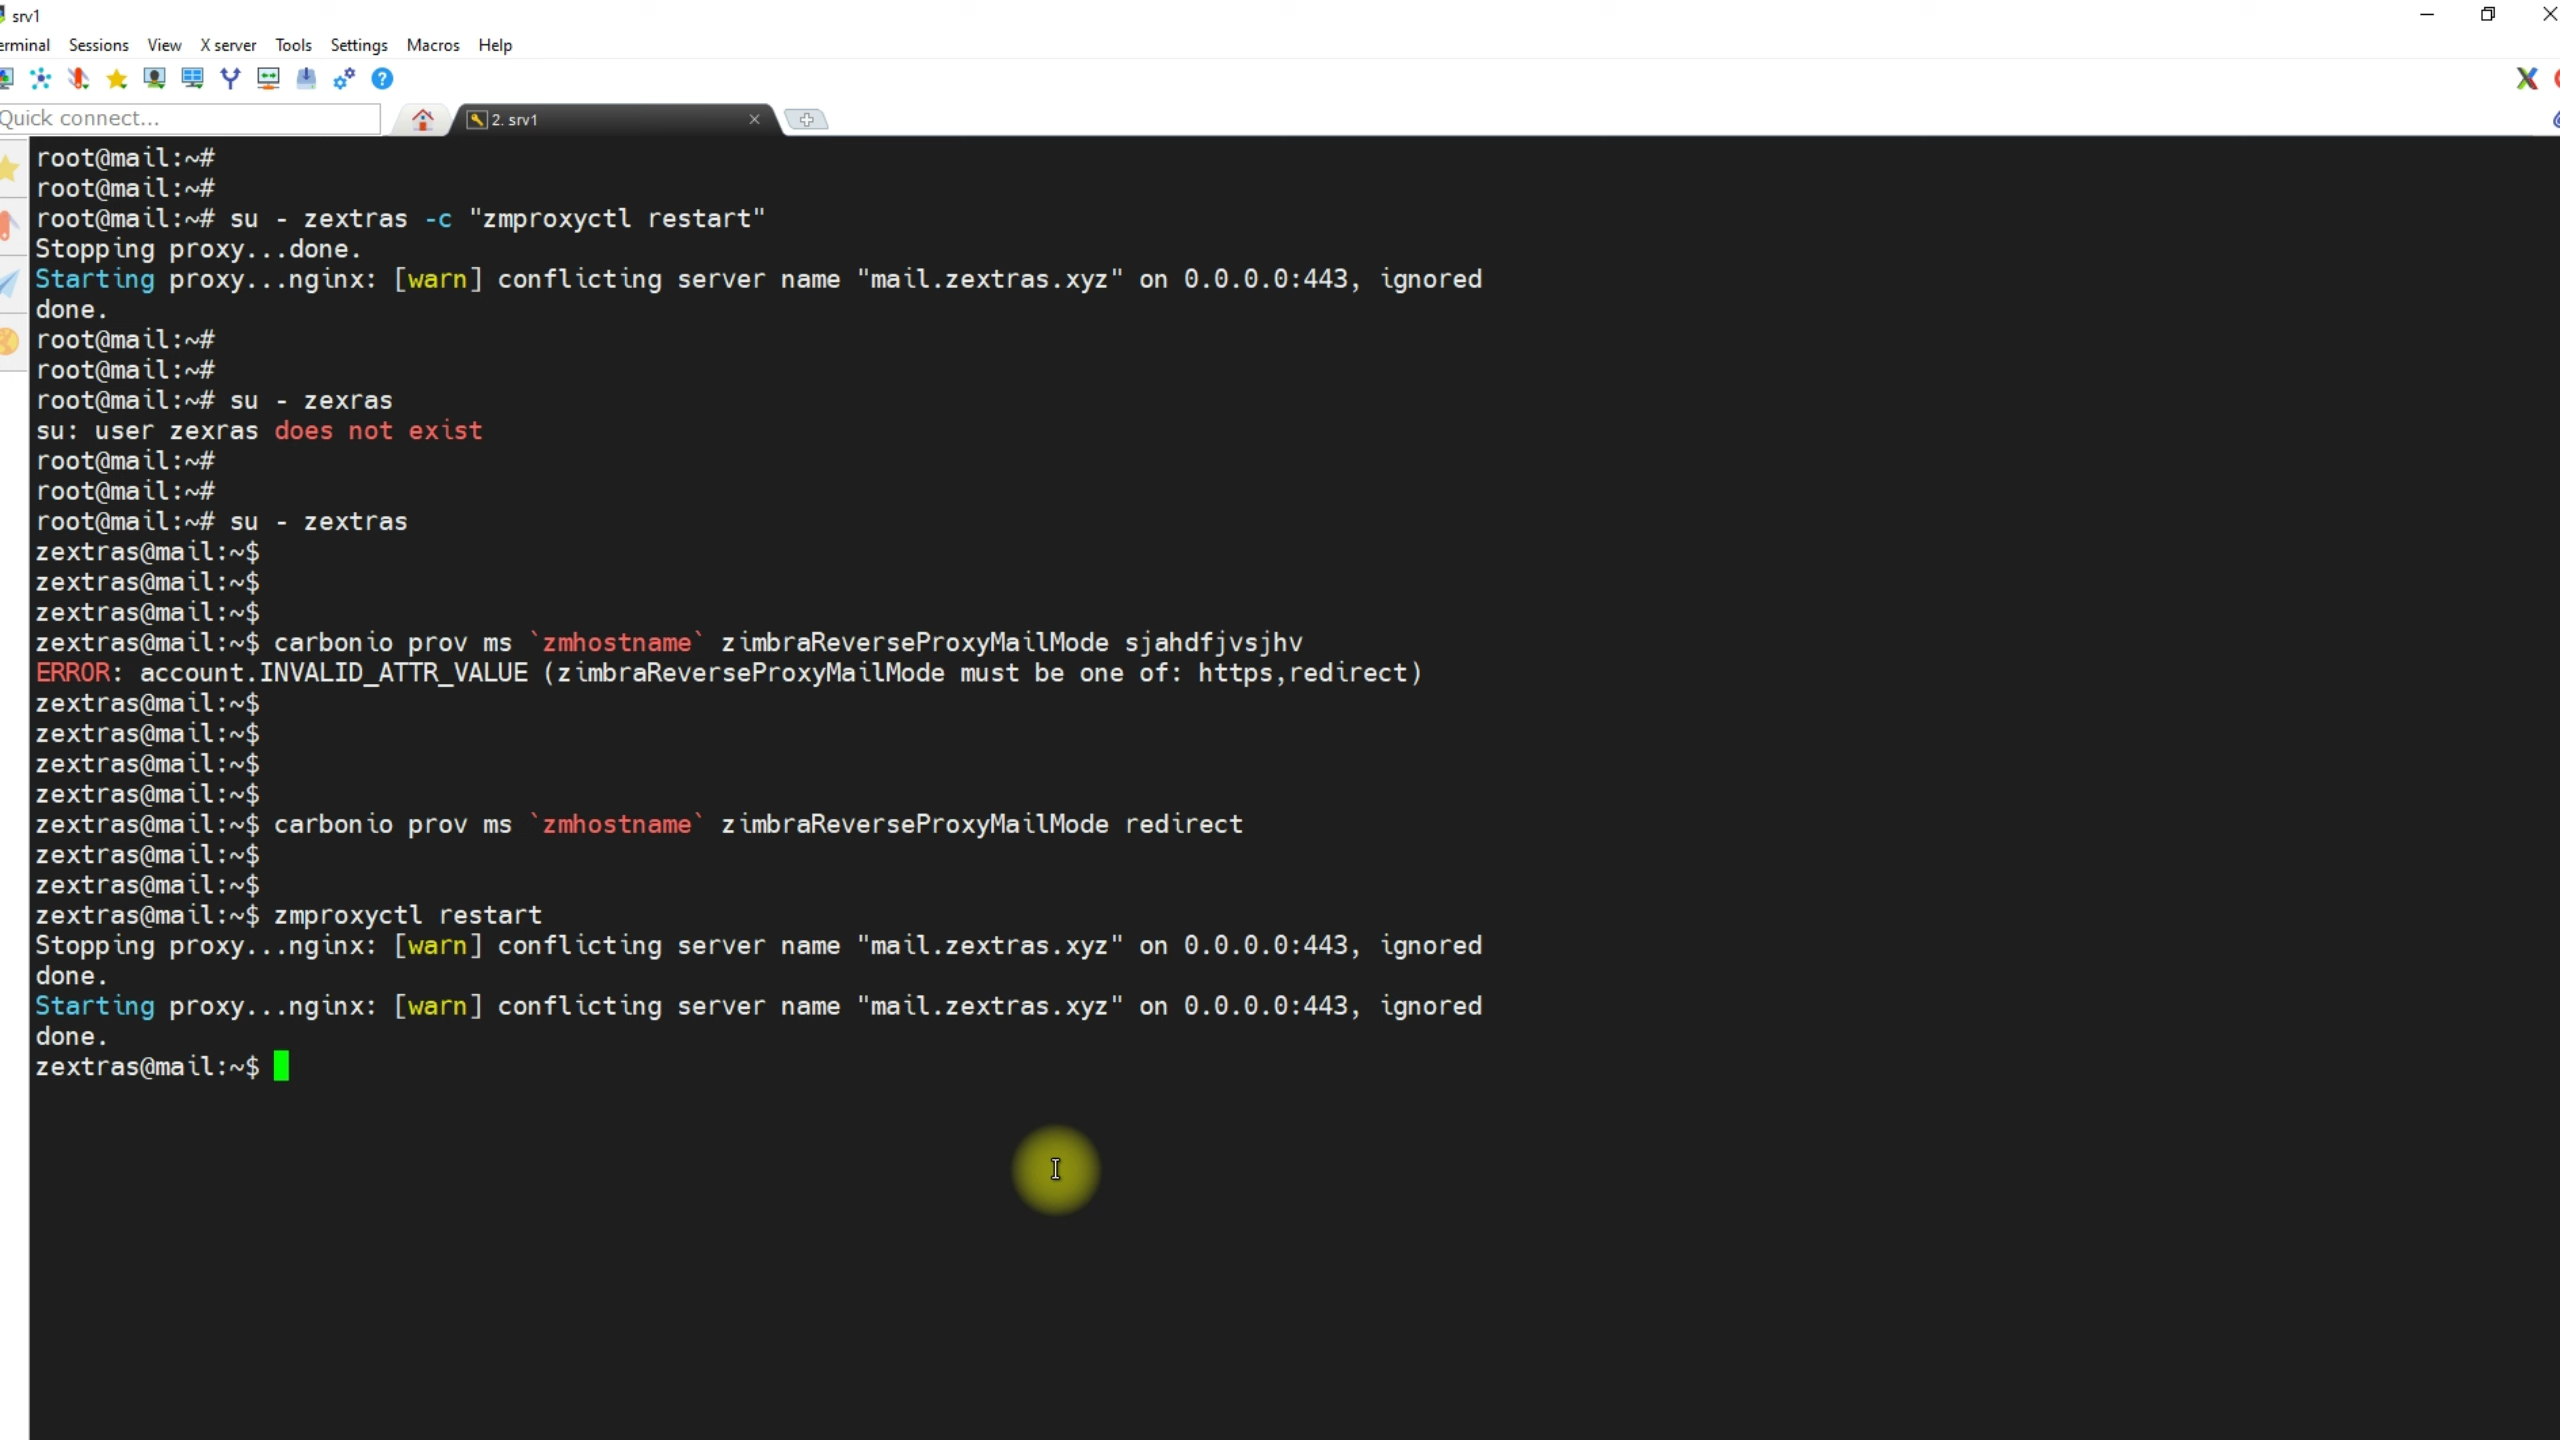 srv1
erminal Sessions View X server Tools Settings Macros Help
Quick connect...
2. srv1
root@mail:~#
root@mail:~#
root@mail:~# su - zextras -c "zmproxyctl restart"
Stopping proxy...done.
Starting proxy...nginx: [warn] conflicting server name "mail.zextras.xyz" on 0.0.0.0:443, ignored
done.
root@mail:~#
root@mail:~#
root@mail:~# su - zexras
su: user zexras does not exist
root@mail:~#
root@mail:~#
root@mail:~# su - zextras
zextras@mail:~$
zextras@mail:~$
zextras@mail:~$
zextras@mail:~$ carbonio prov ms `zmhostname` zimbraReverseProxyMailMode sjahdfjvsjhv
ERROR: account.INVALID_ATTR_VALUE (zimbraReverseProxyMailMode must be one of: https,redirect)
zextras@mail:~$
zextras@mail:~$
zextras@mail:~$
zextras@mail:~$
zextras@mail:~$ carbonio prov ms `zmhostname` zimbraReverseProxyMailMode redirect
zextras@mail:~$
zextras@mail:~$
zextras@mail:~$ zmproxyctl restart
Stopping proxy...nginx: [warn] conflicting server name "mail.zextras.xyz" on 0.0.0.0:443, ignored
done.
Starting proxy...nginx: [warn] conflicting server name "mail.zextras.xyz" on 0.0.0.0:443, ignored
done.
zextras@mail:~$